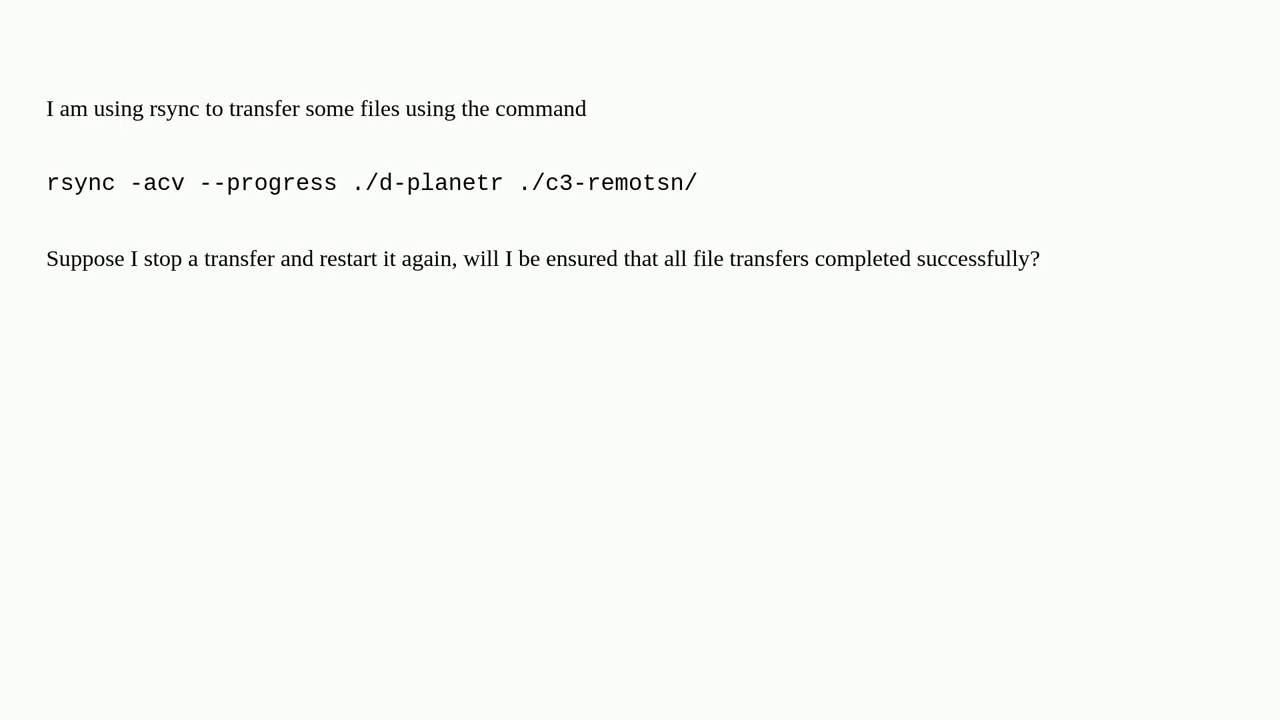 I am using rsync to transfer some files using the command
rsync -acv --progress ./d-planetr ./c3-remotsn/
Suppose I stop a transfer and restart it again, will I be ensured that all file transfers completed successfully?